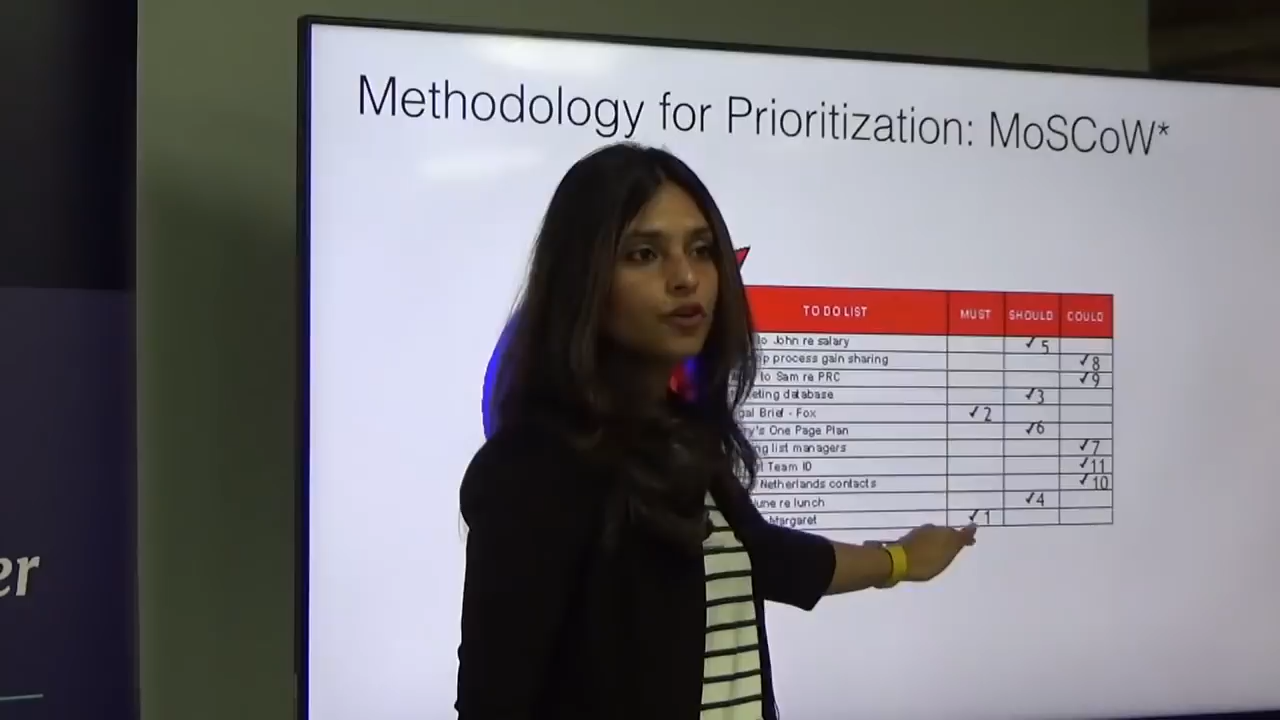 Methodology for Prioritization: MoSCoW*
TO DO LIST MUST SHOULD COULD
to John re salary ✓5
process gain sharing ✓8
to Sam re PRC ✓9
database ✓3
Brief - Fox ✓2
One Page Plan ✓6
list managers ✓7
Team ID ✓11
Netherlands contacts ✓10
re lunch ✓4
Margaret ✓1
er